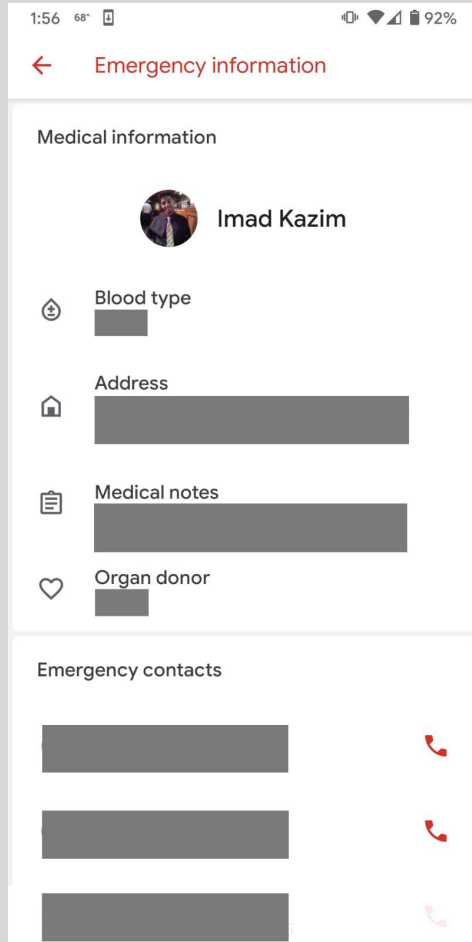 1:56 68° 92%
Emergency information
Medical information
Imad Kazim
Blood type
Address
Medical notes
Organ donor
Emergency contacts